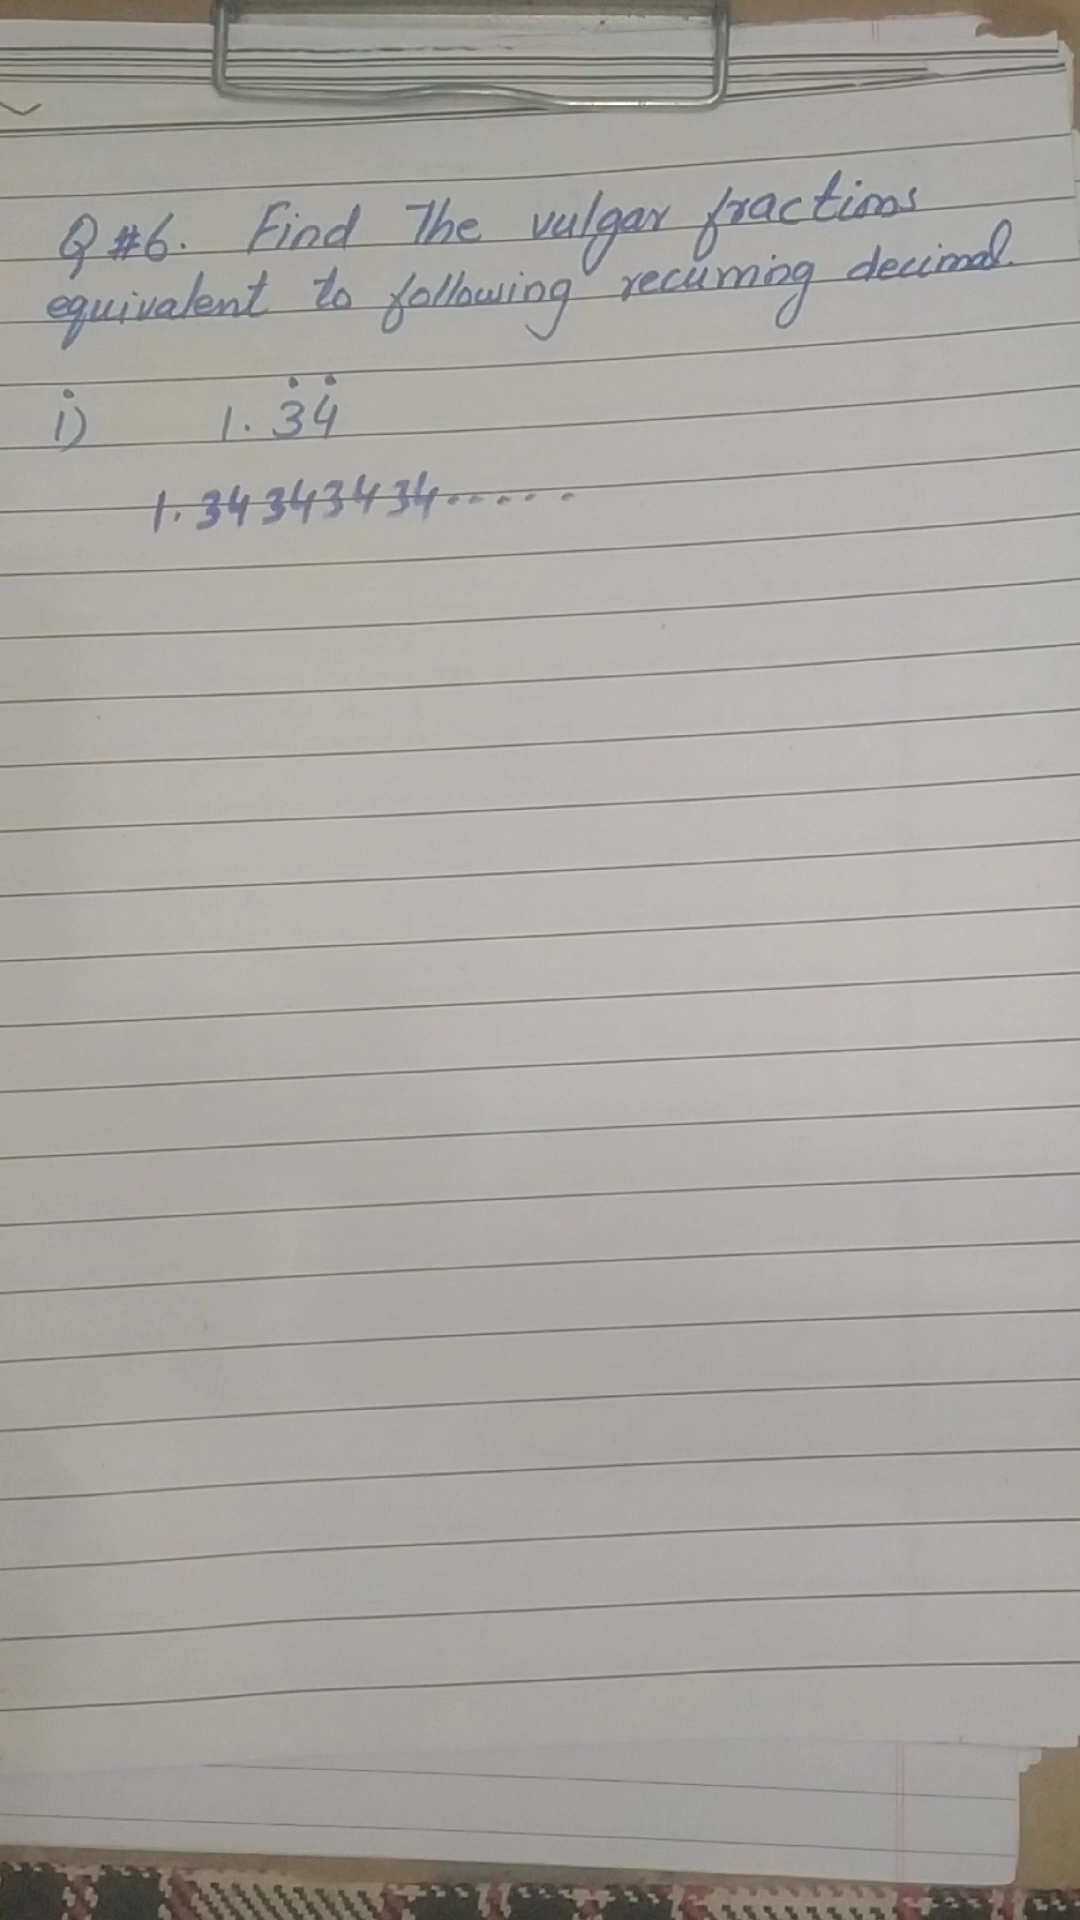 Q #6. Find The vulgar fractions
equivalent to following recurring decimal.
i) 1.3̇4̇
1.34343434.....